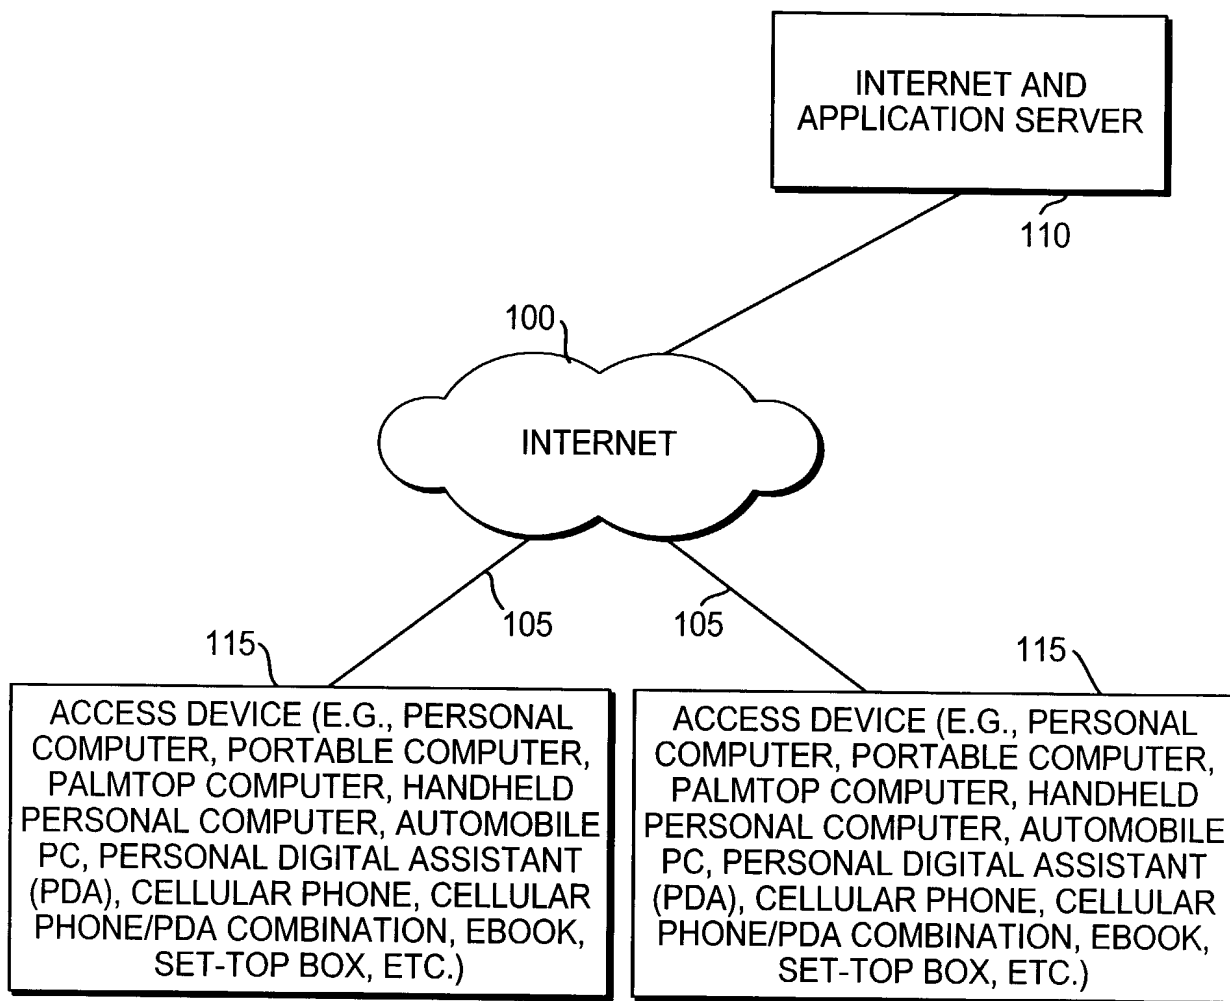 INTERNET AND
APPLICATION SERVER
110
100
INTERNET
105
105
115
115
ACCESS DEVICE (E.G., PERSONAL
COMPUTER, PORTABLE COMPUTER,
PALMTOP COMPUTER, HANDHELD
PERSONAL COMPUTER, AUTOMOBILE
PC, PERSONAL DIGITAL ASSISTANT
(PDA), CELLULAR PHONE, CELLULAR
PHONE/PDA COMBINATION, EBOOK,
SET-TOP BOX, ETC.)
ACCESS DEVICE (E.G., PERSONAL
COMPUTER, PORTABLE COMPUTER,
PALMTOP COMPUTER, HANDHELD
PERSONAL COMPUTER, AUTOMOBILE
PC, PERSONAL DIGITAL ASSISTANT
(PDA), CELLULAR PHONE, CELLULAR
PHONE/PDA COMBINATION, EBOOK,
SET-TOP BOX, ETC.)